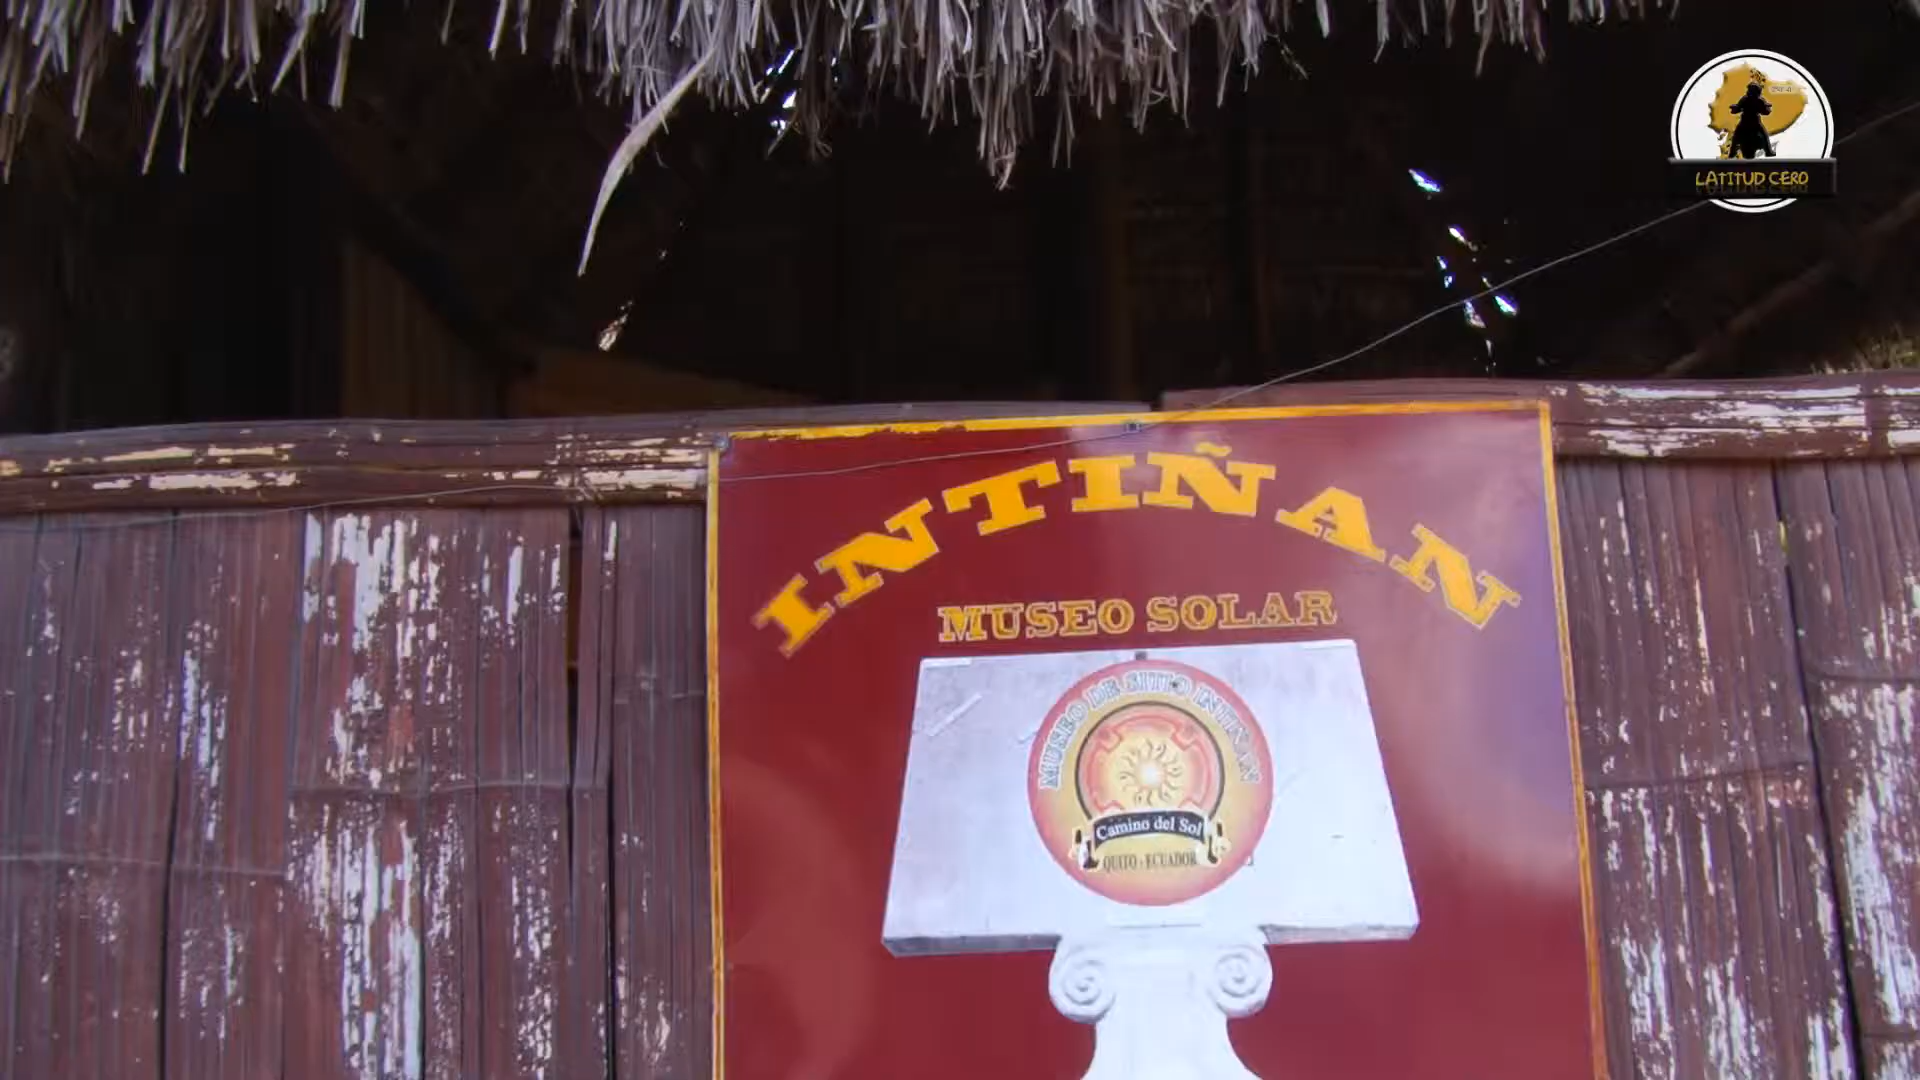 LATITUD CERO
INTIÑAN
MUSEO SOLAR
MUSEO DE SITIO INTIÑAN
Camino del Sol
QUITO - ECUADOR